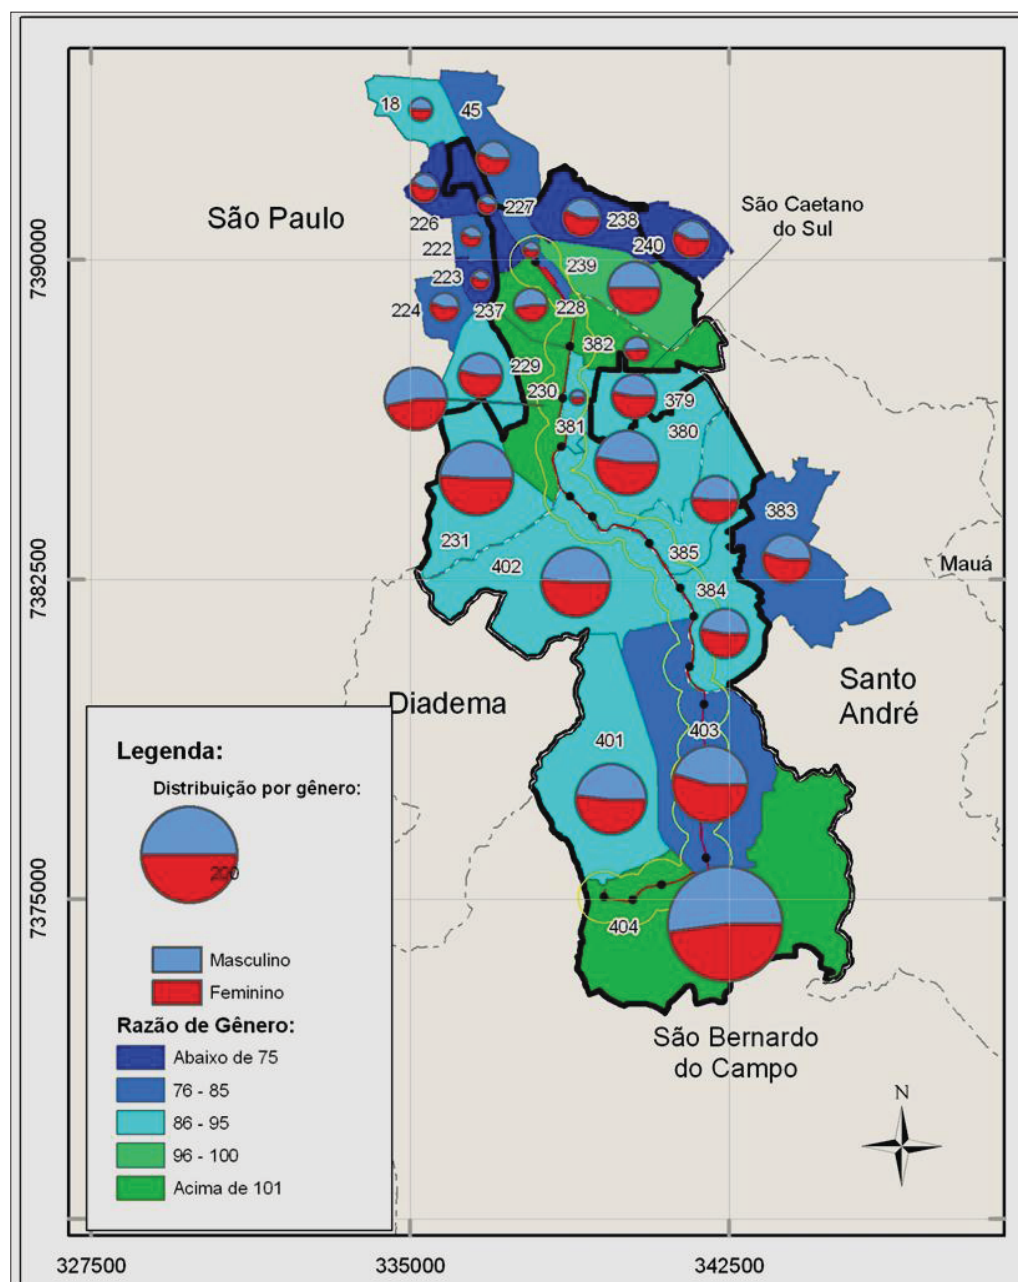 18
45
São Paulo
227
226
238
São Caetano
do Sul
222
240
7390000
239
223
224
237
228
382
229
230
379
381
380
383
231
385
402
7382500
Mauá
384
Santo
André
Diadema
403
401
Legenda:
Distribuição por gênero:
200
7375000
404
Masculino
Feminino
Razão de Gênero:
São Bernardo
do Campo
Abaixo de 75
76 - 85
86 - 95
96 - 100
Acima de 101
N
327500
335000
342500